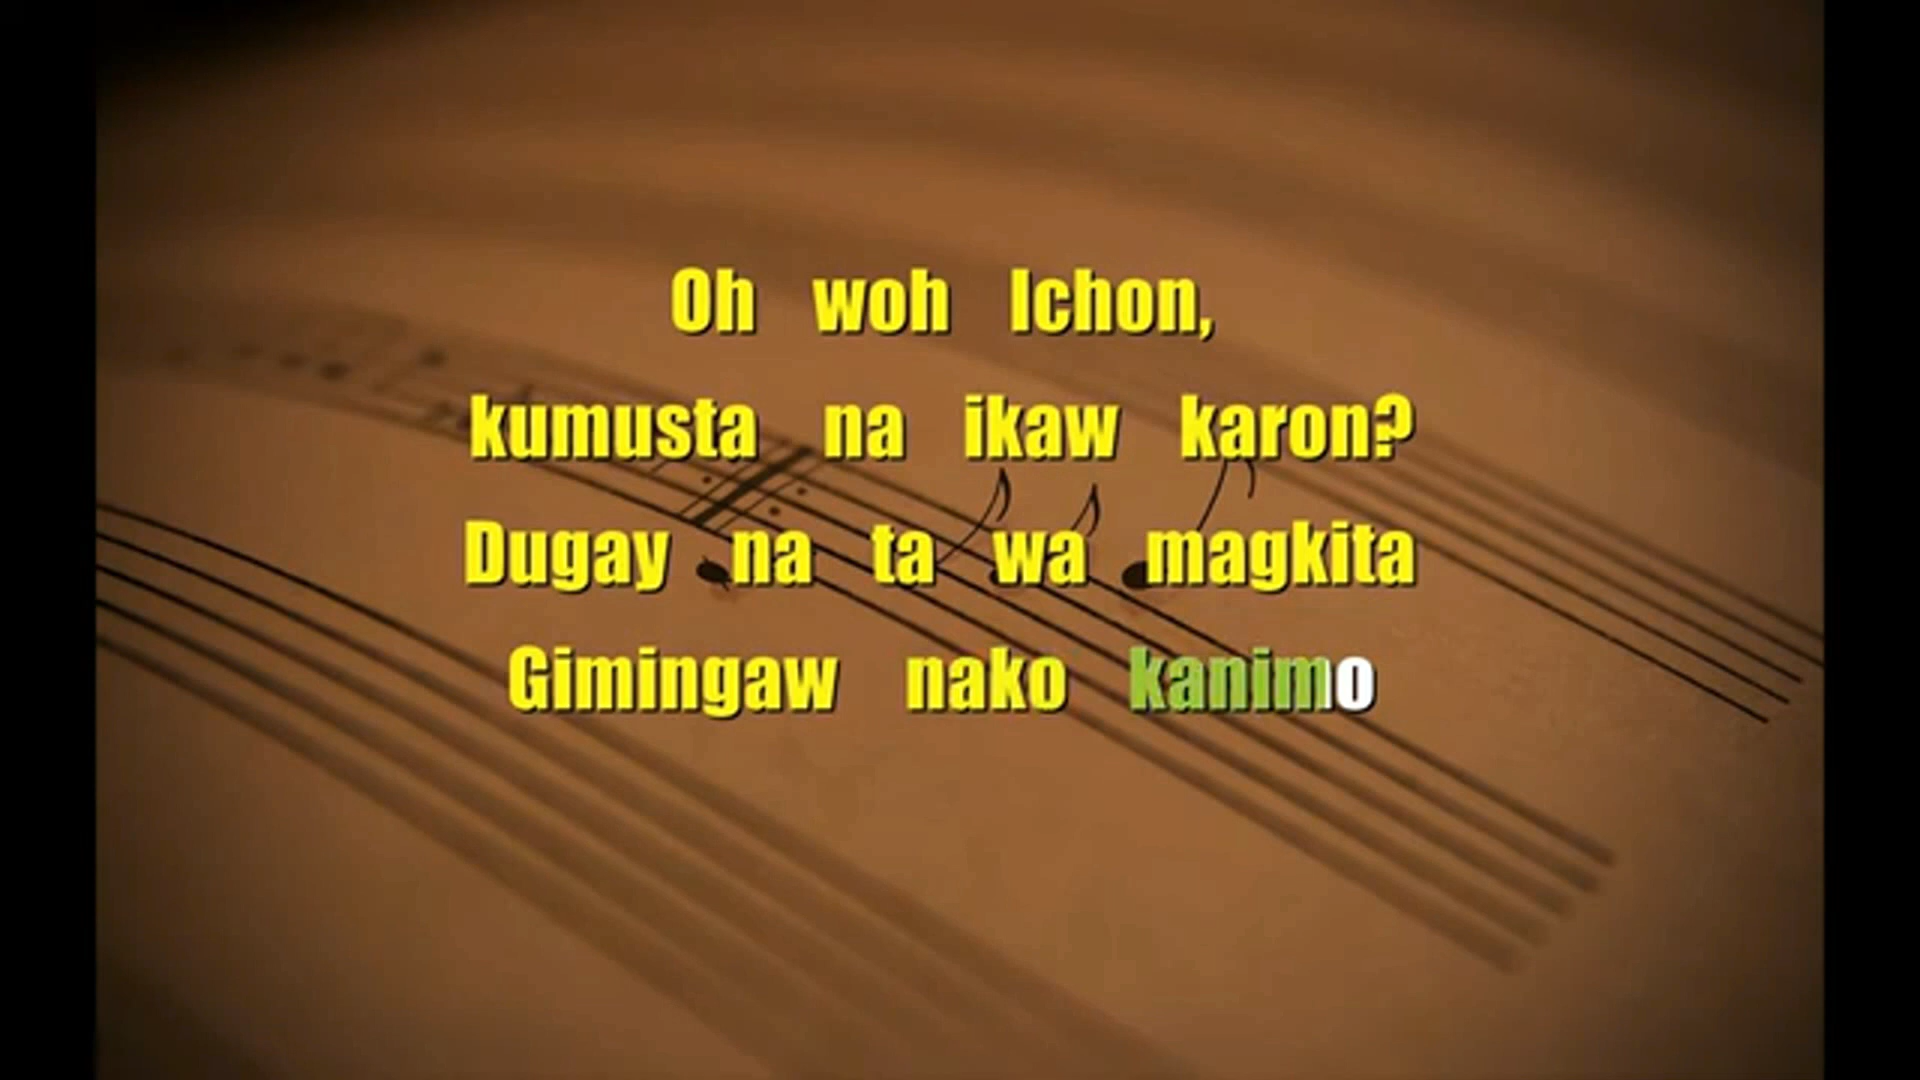 Oh woh Ichon,
kumusta na ikaw karon?
Dugay na ta wa magkita
Gimingaw nako kanimo